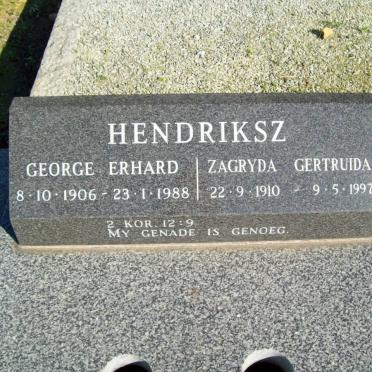 HENDRIKSZ
GEORGE ERHARD ZAGRYDA GERTRUIDA
8·10·1906 - 23·1·1988 22·9·1910 - 9·5·1997
2 KOR. 12:9
MY GENADE IS GENOEG.